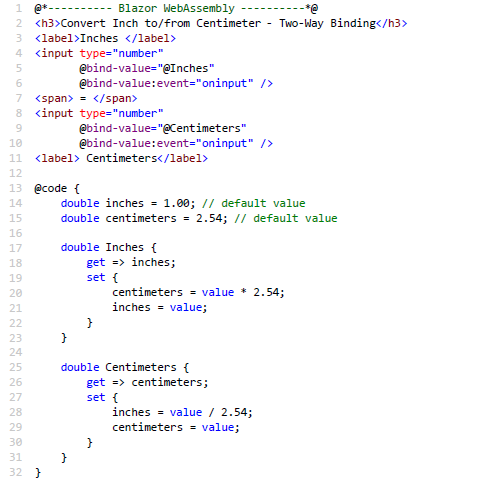 1 @*---------- Blazor WebAssembly ----------*@
2 <h3>Convert Inch to/from Centimeter - Two-Way Binding</h3>
3 <label>Inches </label>
4 <input type="number"
5        @bind-value="@Inches"
6        @bind-value:event="oninput" />
7 <span> = </span>
8 <input type="number"
9        @bind-value="@Centimeters"
10        @bind-value:event="oninput" />
11 <label> Centimeters</label>
12
13 @code {
14     double inches = 1.00; // default value
15     double centimeters = 2.54; // default value
16
17     double Inches {
18         get => inches;
19         set {
20             centimeters = value * 2.54;
21             inches = value;
22         }
23     }
24
25     double Centimeters {
26         get => centimeters;
27         set {
28             inches = value / 2.54;
29             centimeters = value;
30         }
31     }
32 }